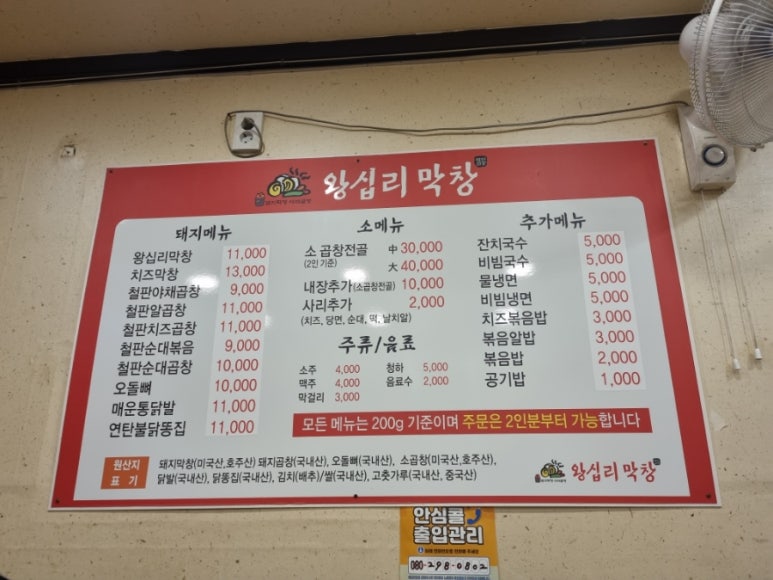 왕십리막창
돼지메뉴
왕십리막창 11,000
치즈막창 13,000
철판야채곱창 9,000
철판알곱창 11,000
철판치즈곱창 11,000
철판순대볶음 9,000
철판순대곱창 10,000
오돌뼈 10,000
매운통닭발 11,000
연탄불닭똥집 11,000
소메뉴
소 곱창전골 中 30,000
(2인 기준) 大 40,000
내장추가(소곱창전골) 10,000
사리추가 2,000
(치즈, 당면, 순대, 떡, 날치알)
주류/음료
소주 4,000 청하 5,000
맥주 4,000 음료수 2,000
막걸리 3,000
추가메뉴
잔치국수 5,000
비빔국수 5,000
물냉면 5,000
비빔냉면 5,000
치즈볶음밥 3,000
볶음알밥 3,000
볶음밥 2,000
공기밥 1,000
모든 메뉴는 200g 기준이며 주문은 2인분부터 가능합니다
원산지
표 기
돼지막창(미국산,호주산) 돼지곱창(국내산), 오돌뼈(국내산), 소곱창(미국산,호주산),
닭발(국내산), 닭똥집(국내산), 김치(배추)/쌀(국내산), 고춧가루(국내산, 중국산)
왕십리막창
안심콜
출입관리
080-298-0802